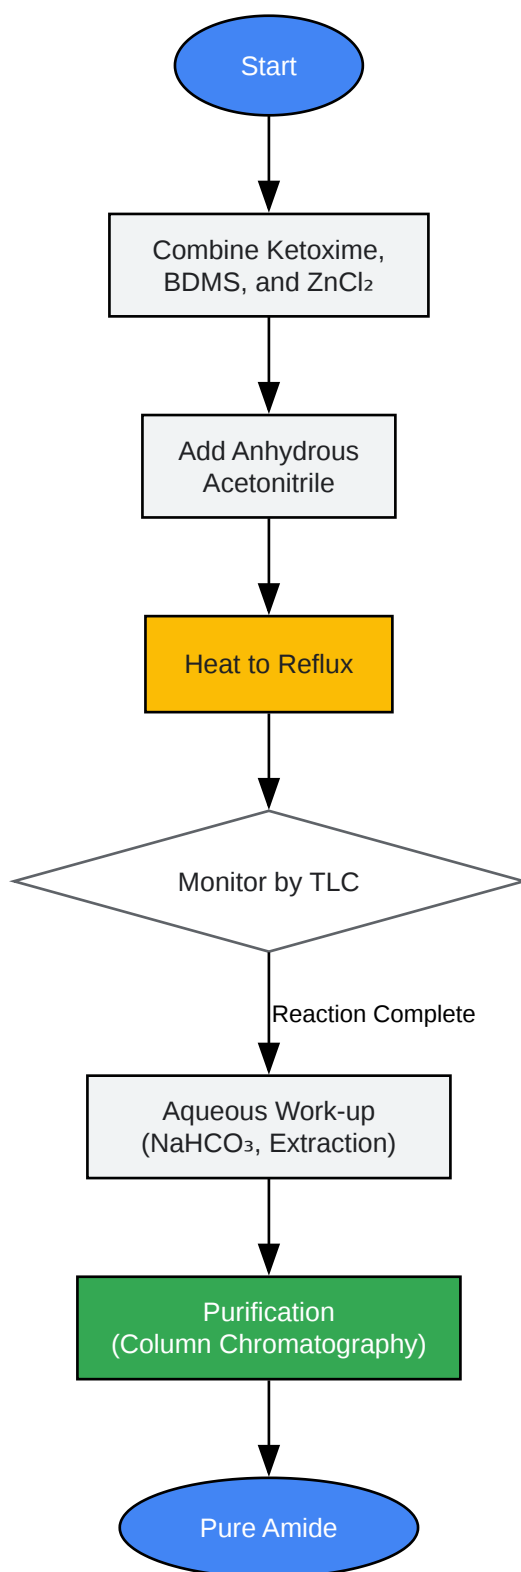 Start
Combine Ketoxime,
BDMS, and ZnCl₂
Add Anhydrous
Acetonitrile
Heat to Reflux
Monitor by TLC
Reaction Complete
Aqueous Work-up
(NaHCO₃, Extraction)
Purification
(Column Chromatography)
Pure Amide